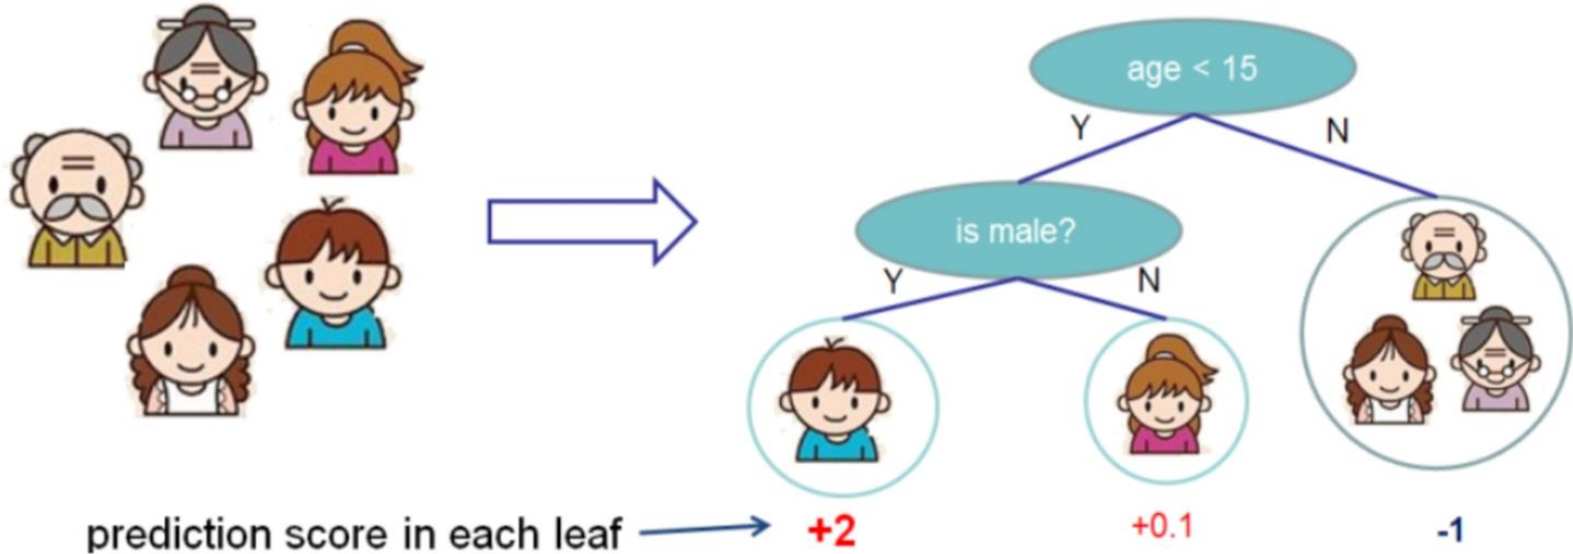 age < 15
Y
N
is male?
Y
N
prediction score in each leaf
+2
+0.1
-1